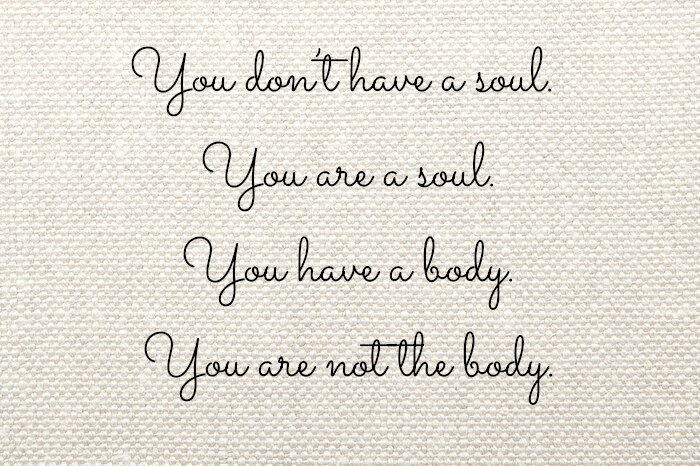 You don't have a soul.
You are a soul.
You have a body.
You are not the body.